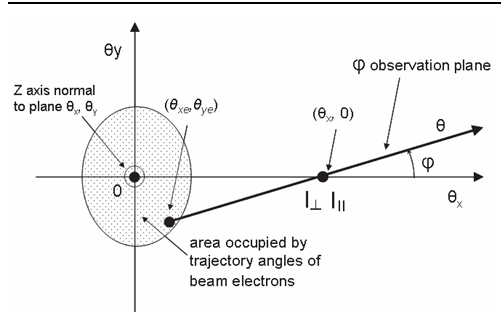 θy
φ observation plane
Z axis normal
to plane θx, θy
(θxe,θye)
(θx, 0)
θ
φ
0
θx
I⊥ I||
area occupied by
trajectory angles of
beam electrons